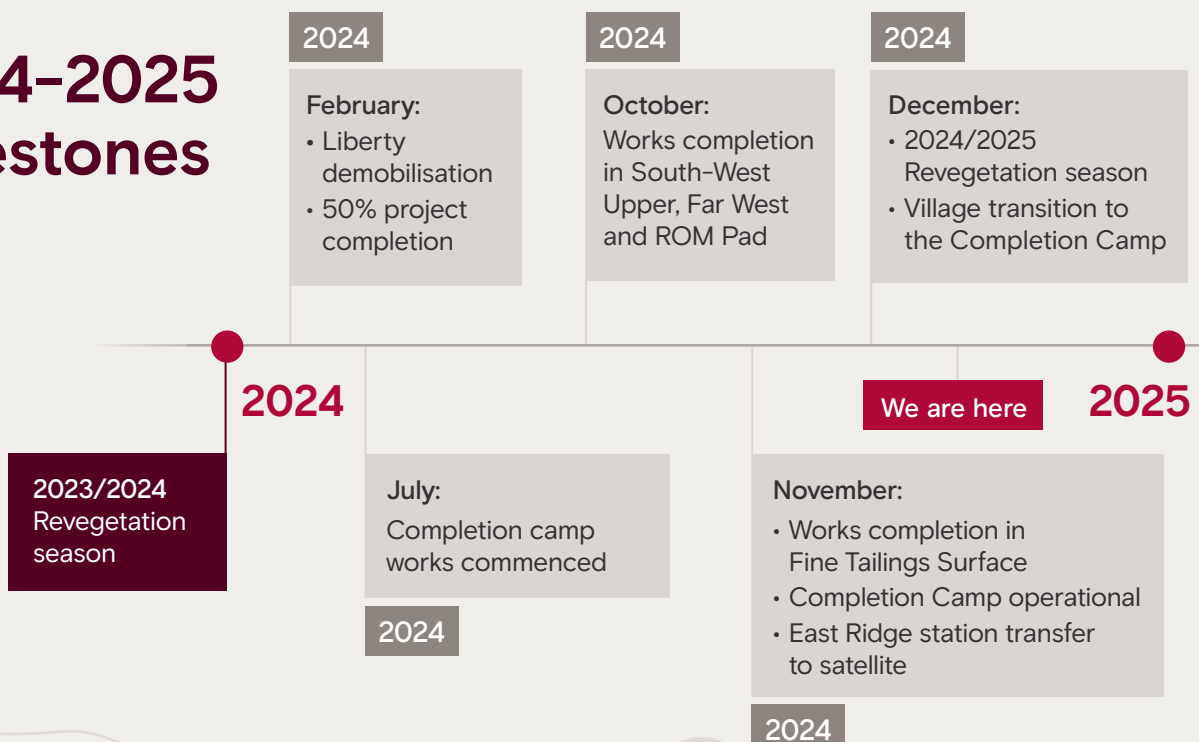 4–2025
estones
2024
February:
• Liberty
demobilisation
• 50% project
completion
2024
October:
Works completion
in South-West
Upper, Far West
and ROM Pad
2024
December:
• 2024/2025
Revegetation season
• Village transition to
the Completion Camp
2024
We are here
2025
2023/2024
Revegetation
season
July:
Completion camp
works commenced
2024
November:
• Works completion in
Fine Tailings Surface
• Completion Camp operational
• East Ridge station transfer
to satellite
2024